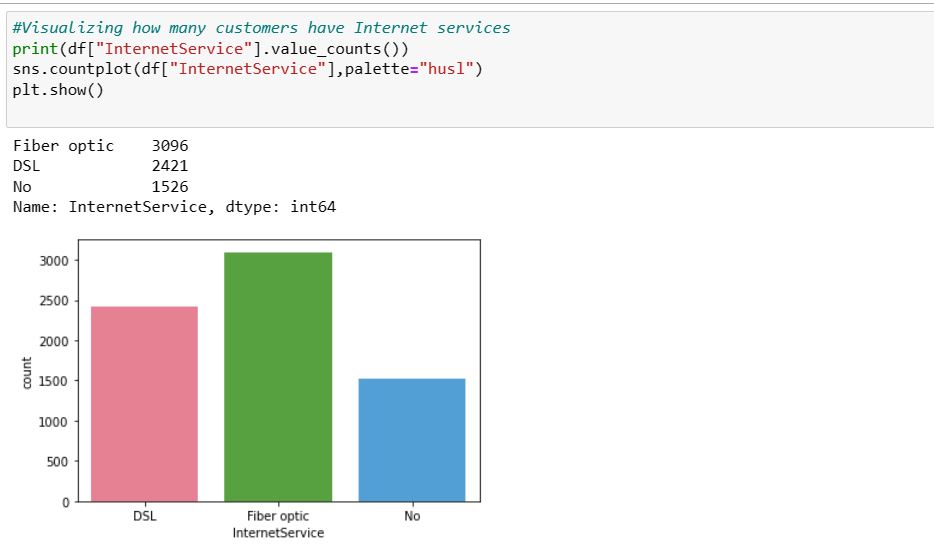 #Visualizing how many customers have Internet services
print(df["InternetService"].value_counts())
sns.countplot(df["InternetService"],palette="husl")
plt.show()
Fiber optic    3096
DSL            2421
No             1526
Name: InternetService, dtype: int64
3000
2500
2000
1500
1000
500
0
count
DSL Fiber optic No
InternetService